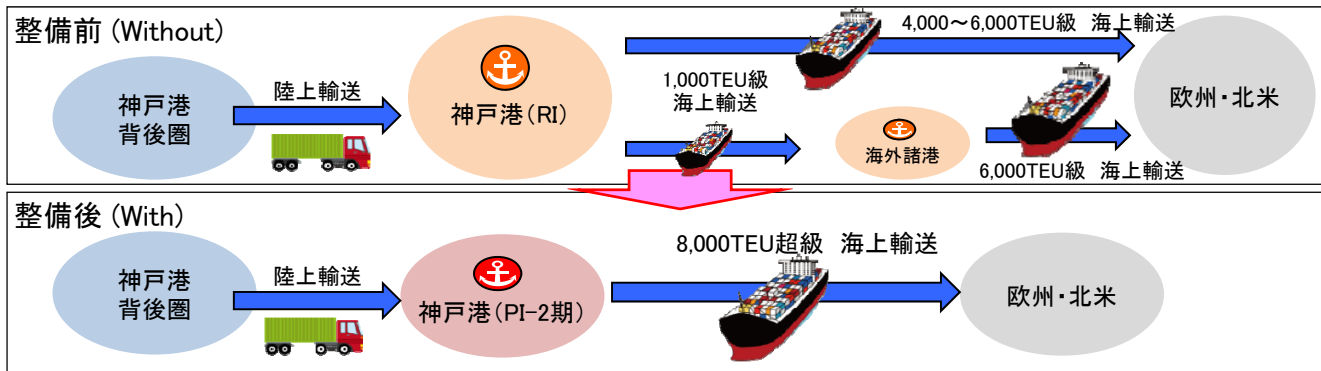 整備前 (Without)
神戸港
背後圏
陸上輸送
神戸港(RI)
4,000～6,000TEU級 海上輸送
1,000TEU級
海上輸送
海外諸港
6,000TEU級 海上輸送
欧州・北米
整備後 (With)
神戸港
背後圏
陸上輸送
神戸港(PI-2期)
8,000TEU超級 海上輸送
欧州・北米